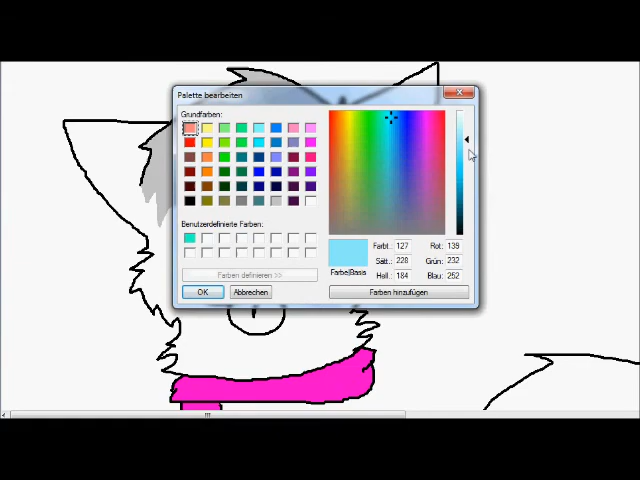 Palette bearbeiten
Grundfarben:
Benutzerdefinierte Farben:
Farben definieren >>
OK
Abbrechen
Farbe|Basis
Farbt.: 127
Sätt.: 228
Hell.: 184
Rot: 139
Grün: 232
Blau: 252
Farben hinzufügen